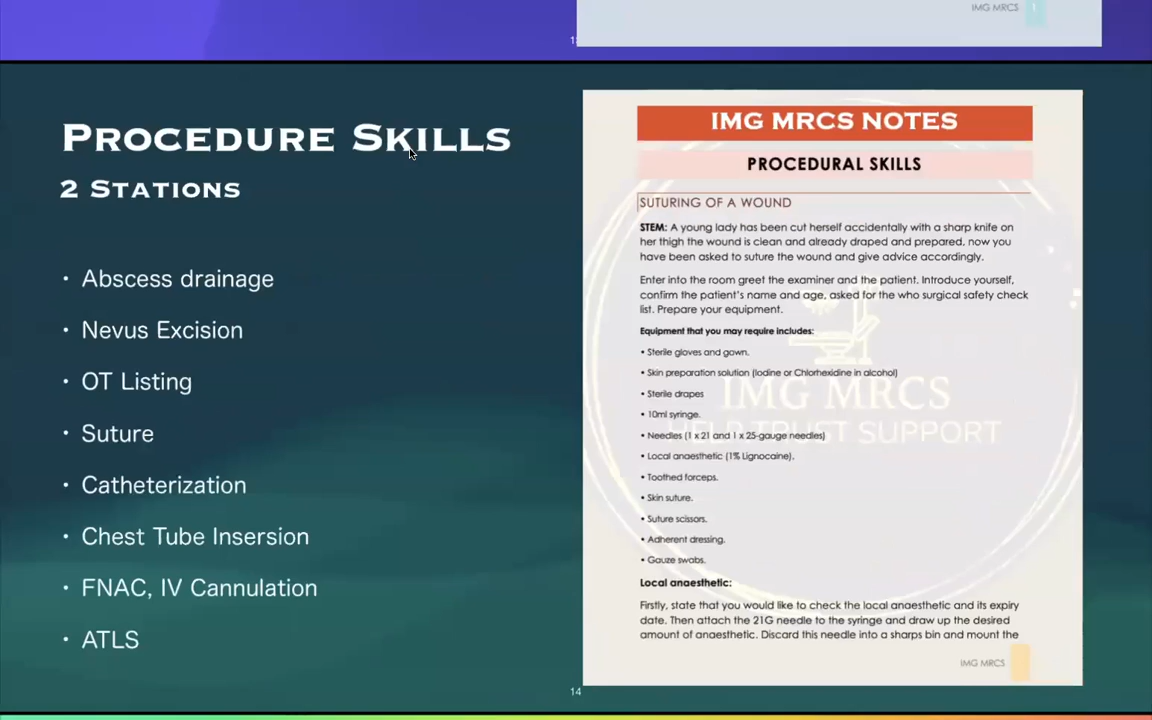 IMG MRCS 1
PROCEDURE SKILLS
2 STATIONS
• Abscess drainage
• Nevus Excision
• OT Listing
• Suture
• Catheterization
• Chest Tube Insersion
• FNAC, IV Cannulation
• ATLS
IMG MRCS NOTES
PROCEDURAL SKILLS
SUTURING OF A WOUND
STEM: A young lady has been cut herself accidentally with a sharp knife on
her thigh the wound is clean and already draped and prepared. now you
have been asked to suture the wound and give advice accordingly.
Enter into the room greet the examiner and the patient. Introduce yourself,
confirm the patient's name and age, asked for the who surgical safety check
list. Prepare your equipment.
Equipment that you may require includes:
• Sterile gloves and gown.
• Skin preparation solution (Iodine or Chlorhexidine in alcohol)
• Sterile drapes
• 10ml syringe.
• Needles (1 x 21 and 1 x 25-gauge needles)
• Local anaesthetic (1% Lignocaine).
• Toothed forceps.
• Skin suture.
• Suture scissors.
• Adherent dressing.
• Gauze swabs.
IMG MRCS
HELP TRUST SUPPORT
Local anaesthetic:
Firstly, state that you would like to check the local anaesthetic and its expiry
date. Then attach the 21G needle to the syringe and draw up the desired
amount of anaesthetic. Discard this needle into a sharps bin and mount the
IMG MRCS
14